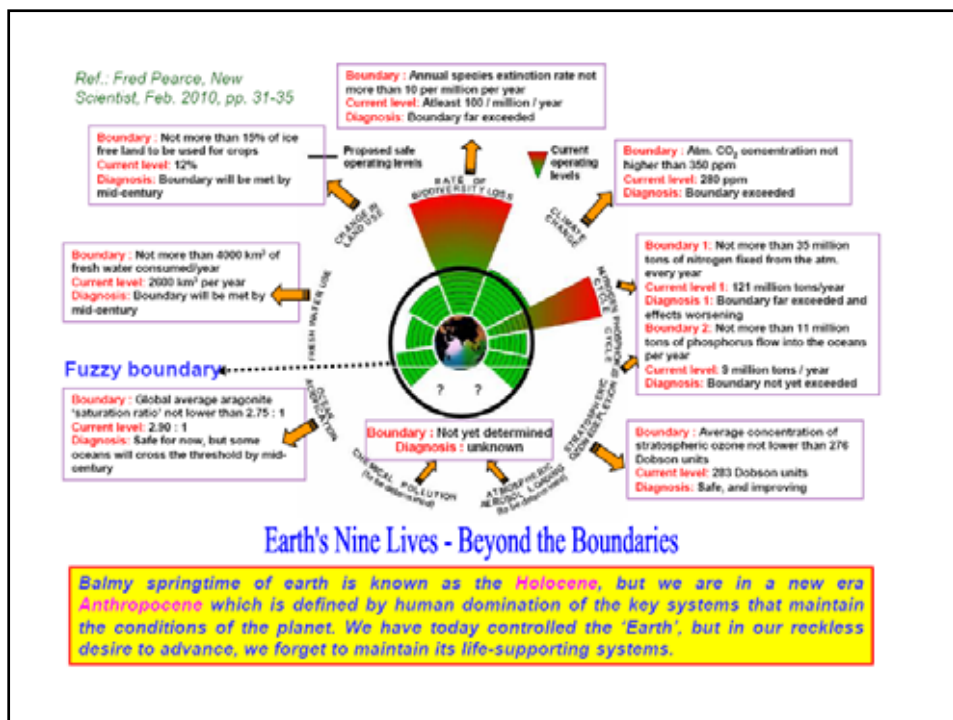 Ref.: Fred Pearce, New
Scientist, Feb. 2010, pp. 31-35
Boundary : Annual species extinction rate not
more than 10 per million per year
Current level: Atleast 100 / million / year
Diagnosis: Boundary far exceeded
Boundary : Not more than 15% of ice
free land to be used for crops
Current level: 12%
Diagnosis: Boundary will be met by
mid-century
Proposed safe
operating levels
Current
operating
levels
Boundary : Atm. CO2 concentration not
higher than 350 ppm
Current level: 280 ppm
Diagnosis: Boundary exceeded
RATE OF
BIODIVERSITY LOSS
CHANGE IN
LAND USE
CLIMATE
CHANGE
Boundary : Not more than 4000 km3 of
fresh water consumed/year
Current level: 2600 km3 per year
Diagnosis: Boundary will be met by
mid-century
FRESH WATER USE
NITROGEN
CYCLE
PHOSPHORUS
CYCLE
Boundary 1: Not more than 35 million
tons of nitrogen fixed from the atm.
every year
Current level 1: 121 million tons/year
Diagnosis 1: Boundary far exceeded and
effects worsening
Boundary 2: Not more than 11 million
tons of phosphorus flow into the oceans
per year
Current level: 9 million tons / year
Diagnosis: Boundary not yet exceeded
Fuzzy boundary
? ?
Boundary : Global average aragonite
'saturation ratio' not lower than 2.75 : 1
Current level: 2.90 : 1
Diagnosis: Safe for now, but some
oceans will cross the threshold by mid-
century
OCEAN
ACIDIFICATION
STRATOSPHERIC
OZONE DEPLETION
Boundary : Not yet determined
Diagnosis : unknown
Boundary : Average concentration of
stratospheric ozone not lower than 276
Dobson units
Current level: 283 Dobson units
Diagnosis: Safe, and improving
CHEMICAL POLLUTION
(to be determined)
ATMOSPHERIC
AEROSOL LOADING
(to be determined)
Earth's Nine Lives - Beyond the Boundaries
Balmy springtime of earth is known as the Holocene, but we are in a new era
Anthropocene which is defined by human domination of the key systems that maintain
the conditions of the planet. We have today controlled the 'Earth', but in our reckless
desire to advance, we forget to maintain its life-supporting systems.